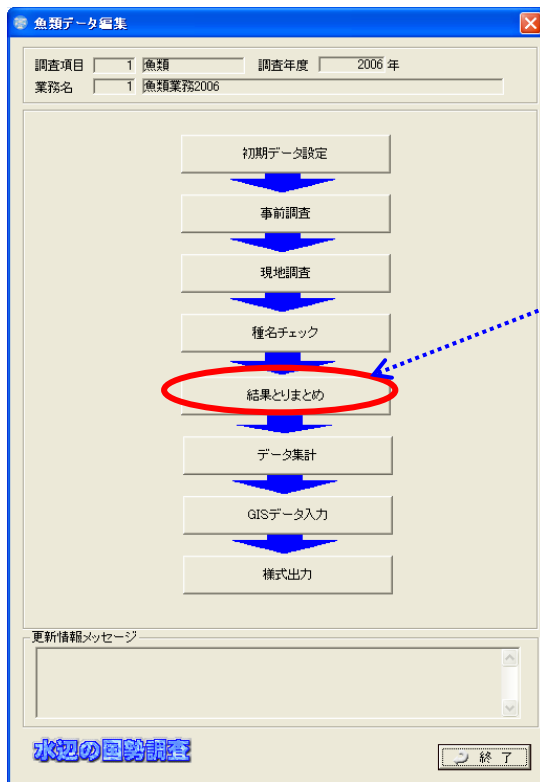 魚類データ編集
調査項目 1 魚類 調査年度 2006 年
業務名 1 魚類業務2006
初期データ設定
事前調査
現地調査
種名チェック
結果とりまとめ
データ集計
GISデータ入力
様式出力
更新情報メッセージ
水辺の国勢調査
終了